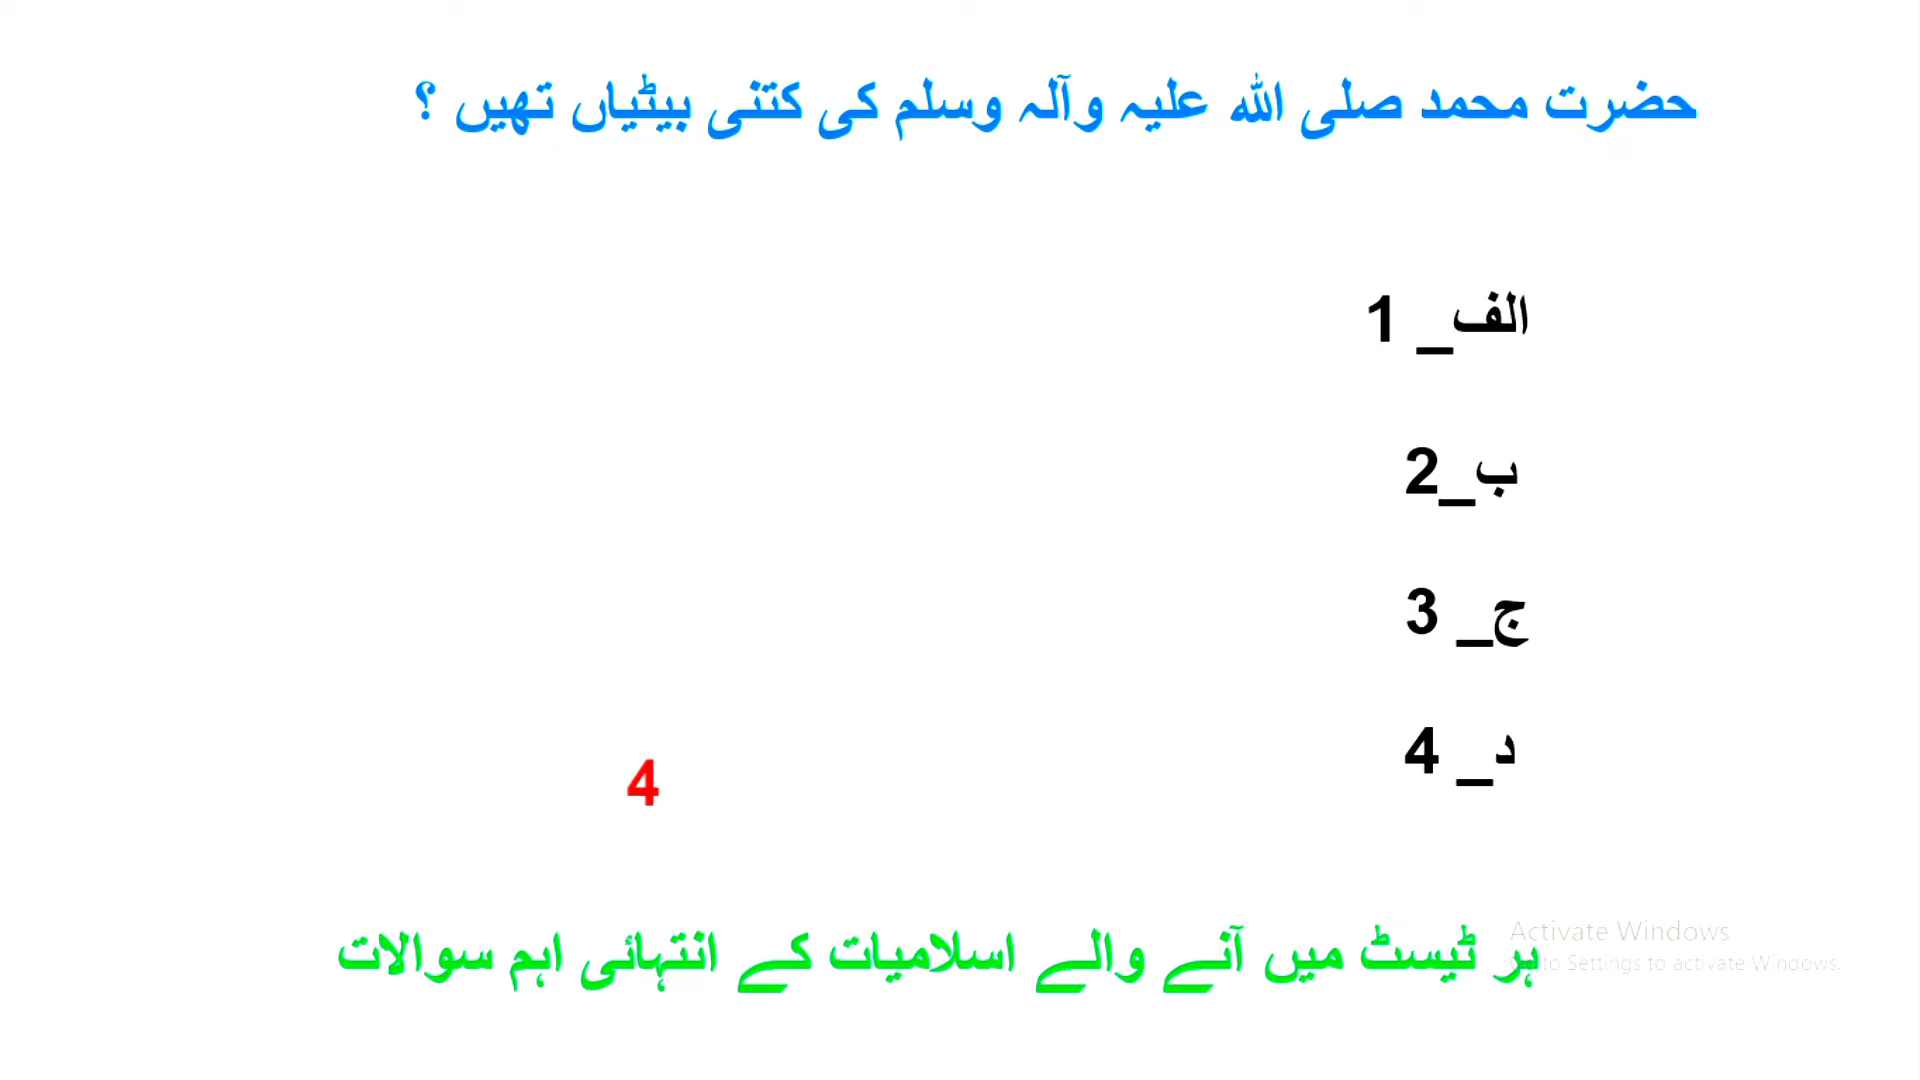 حضرت محمد صلی اللہ علیہ وآلہ وسلم کی کتنی بیٹیاں تھیں ؟
الف_ 1
ب_2
ج_ 3
د_ 4
4
ہر ٹیسٹ میں آنے والے اسلامیات کے انتہائی اہم سوالات
Activate Windows
to Settings to activate Windows.